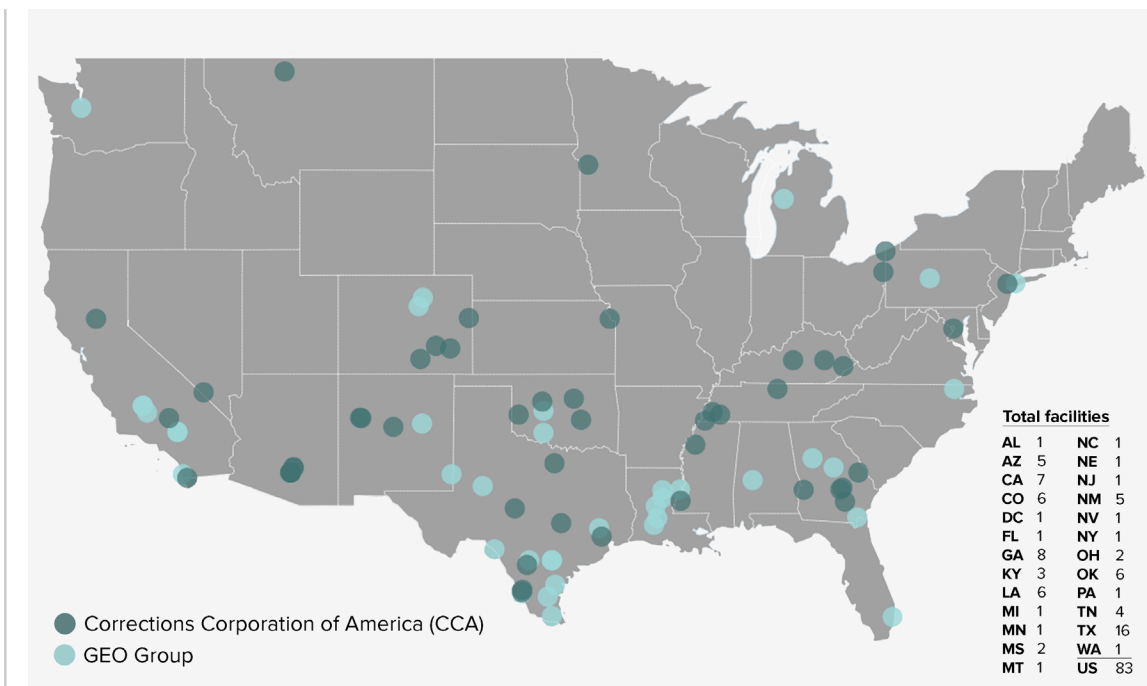 Total facilities
AL 1 NC 1
AZ 5 NE 1
CA 7 NJ 1
CO 6 NM 5
DC 1 NV 1
FL 1 NY 1
GA 8 OH 2
KY 3 OK 6
LA 6 PA 1
MI 1 TN 4
MN 1 TX 16
MS 2 WA 1
MT 1 US 83
Corrections Corporation of America (CCA)
GEO Group